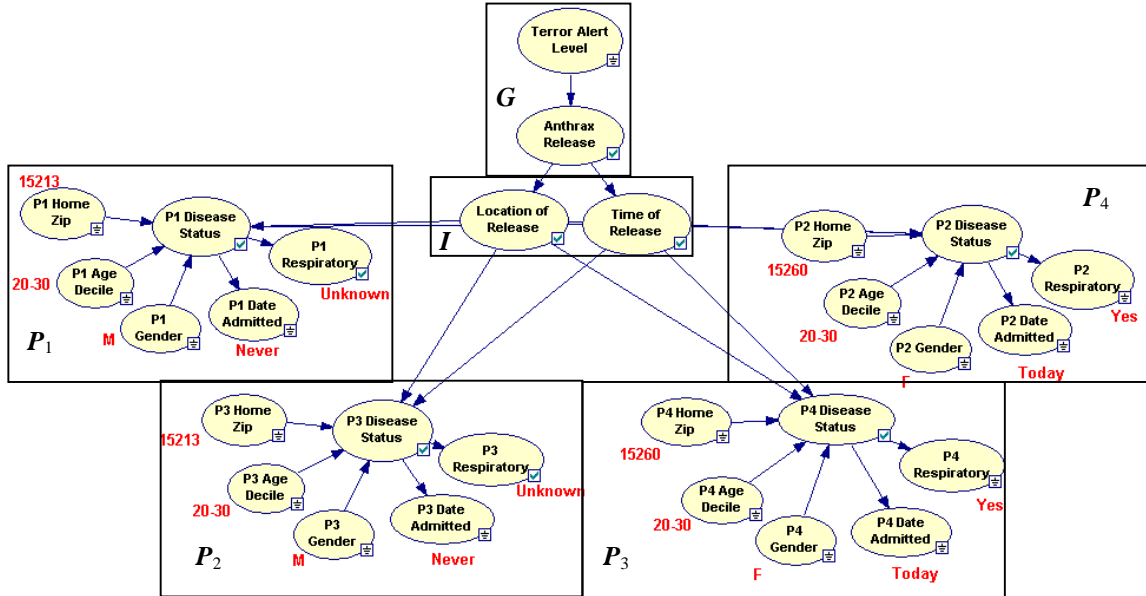 Terror Alert
Level
G
Anthrax
Release
Location of
Release
Time of
Release
I
15213
P1 Home
Zip
P1 Disease
Status
P1
Respiratory
Unknown
20-30
P1 Age
Decile
P1
Gender
M
P1 Date
Admitted
Never
P1
P4
P2 Home
Zip
15260
P2 Disease
Status
P2
Respiratory
Yes
P2 Age
Decile
20-30
P2 Gender
F
P2 Date
Admitted
Today
P3 Home
Zip
15213
P3 Disease
Status
P3
Respiratory
Unknown
P3 Age
Decile
20-30
P3
Gender
M
P3 Date
Admitted
Never
P2
P4 Home
Zip
15260
P4 Disease
Status
P4
Respiratory
Yes
P4 Age
Decile
20-30
P4
Gender
F
P4 Date
Admitted
Today
P3